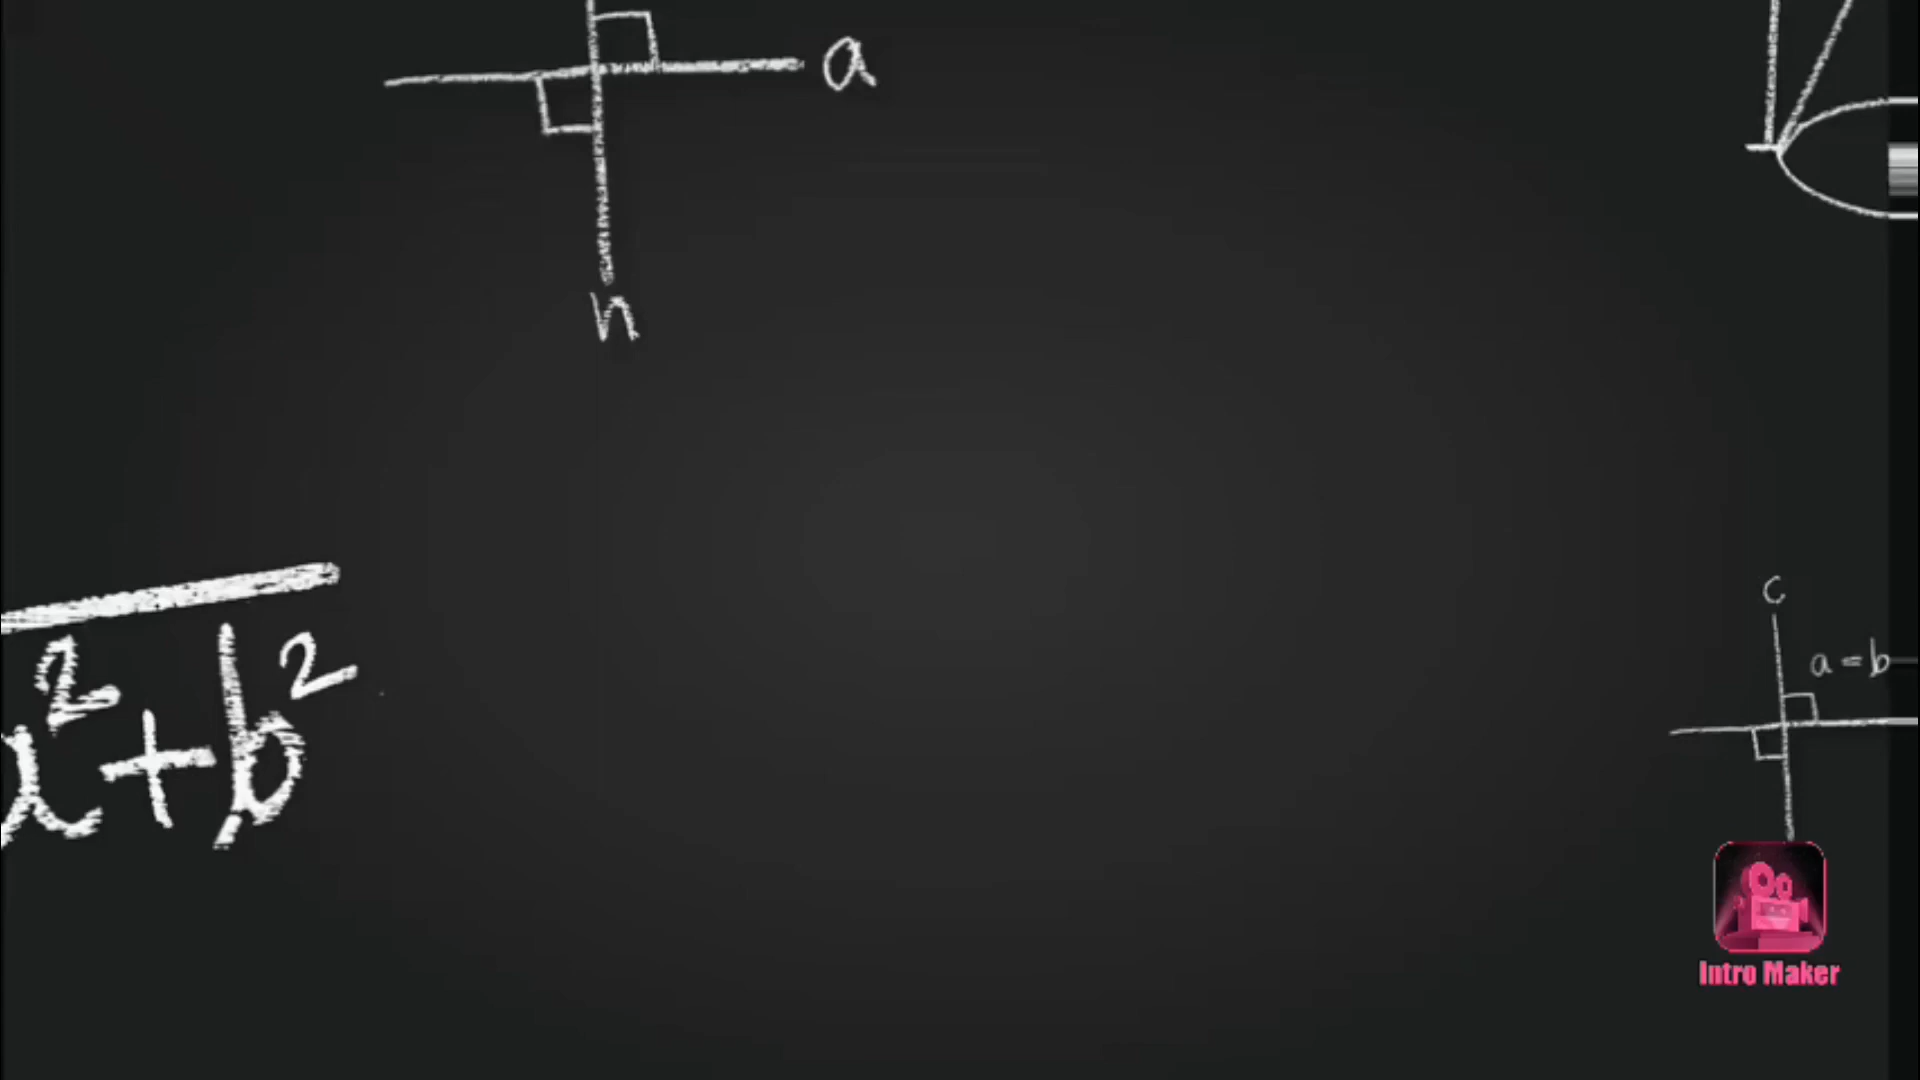 a
n
c
a = b
a²+b²
Intro Maker